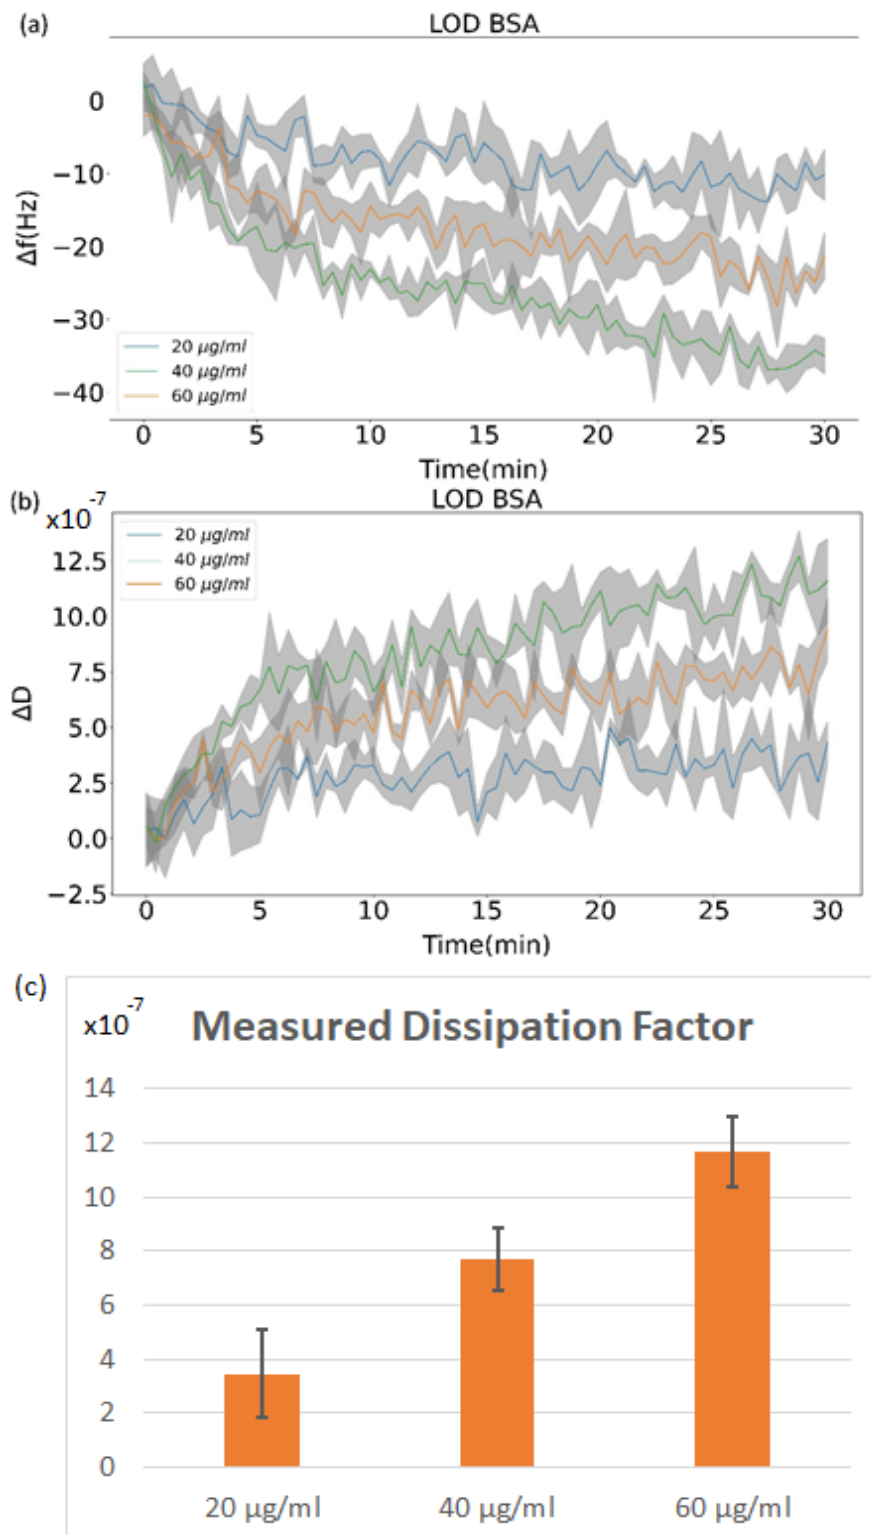 (a)
LOD BSA
0
−10
−20
−30
−40
Δf(Hz)
20 μg/ml
40 μg/ml
60 μg/ml
0 5 10 15 20 25 30
Time(min)
(b)
LOD BSA
x10⁻⁷
12.5
10.0
7.5
5.0
2.5
0.0
−2.5
ΔD
20 μg/ml
40 μg/ml
60 μg/ml
0 5 10 15 20 25 30
Time(min)
(c)
x10⁻⁷
Measured Dissipation Factor
14
12
10
8
6
4
2
0
20 μg/ml 40 μg/ml 60 μg/ml